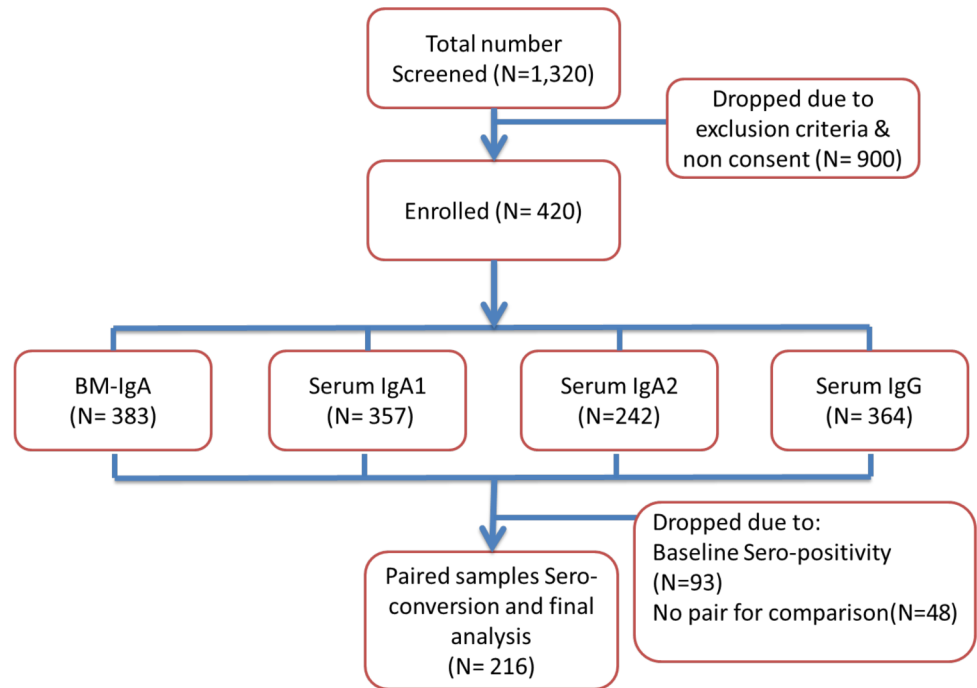 Total number
Screened (N=1,320)
Dropped due to
exclusion criteria &
non consent (N= 900)
Enrolled (N= 420)
BM-IgA
(N= 383)
Serum IgA1
(N= 357)
Serum IgA2
(N=242)
Serum IgG
(N= 364)
Dropped due to:
Baseline Sero-positivity
(N=93)
No pair for comparison(N=48)
Paired samples Sero-
conversion and final
analysis
(N= 216)